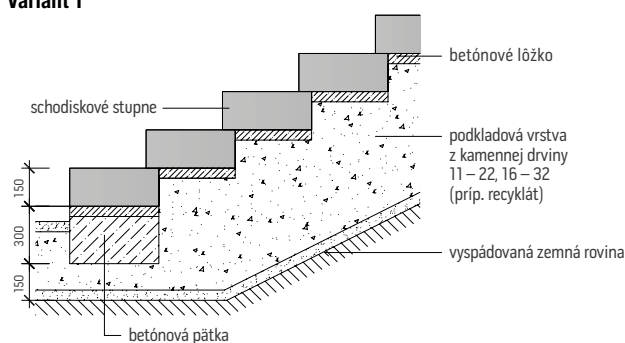 Variant 1
betónové lôžko
schodiskové stupne
podkladová vrstva
z kamennej drviny
11 – 22, 16 – 32
(príp. recyklát)
150
300
150
vyspádovaná zemná rovina
betónová pätka